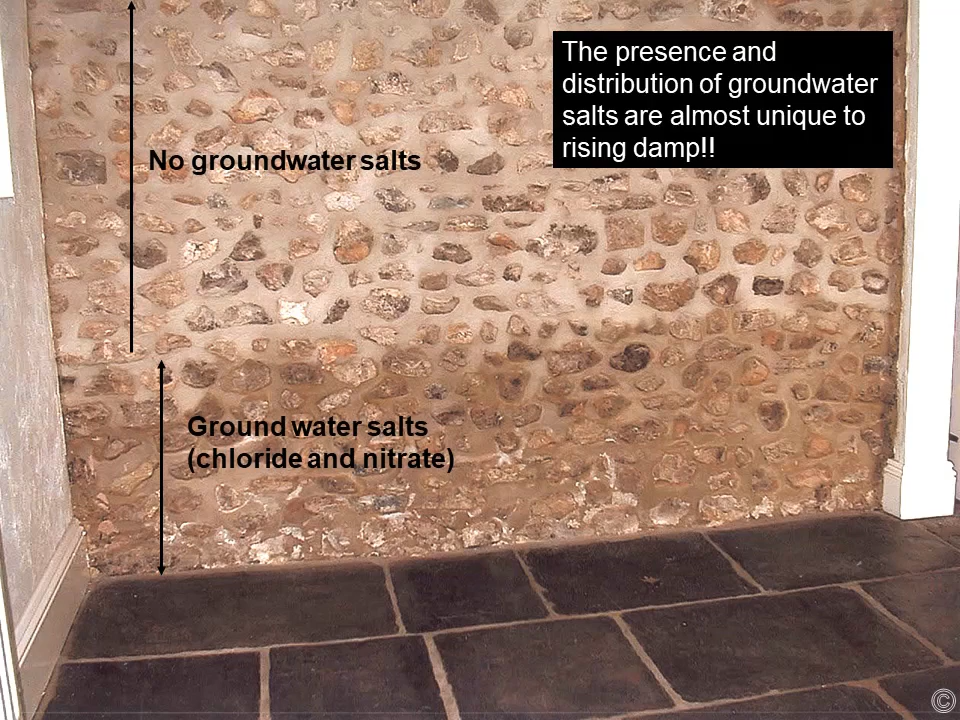 The presence and
distribution of groundwater
salts are almost unique to
rising damp!!
No groundwater salts
Ground water salts
(chloride and nitrate)
©